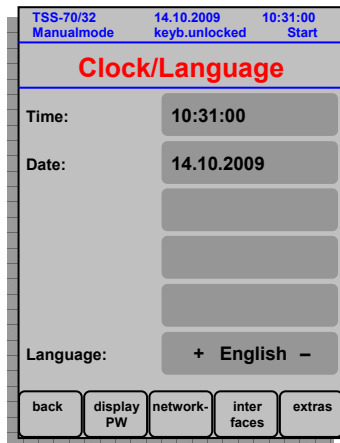 TSS-70/32 14.10.2009 10:31:00
Manualmode keyb.unlocked Start
Clock/Language
Time: 10:31:00
Date: 14.10.2009
Language: + English –
back display PW network- inter faces extras